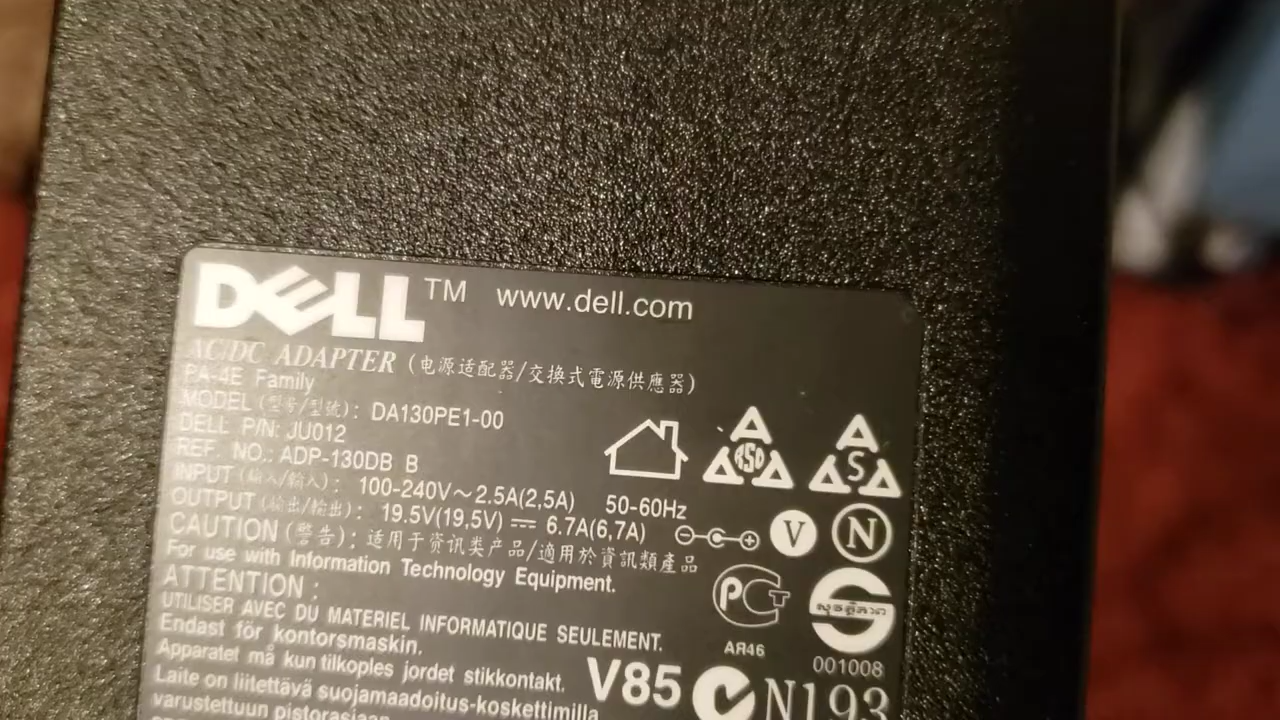 DELL™ www.dell.com
AC/DC ADAPTER (电源适配器/交換式電源供應器)
PA-4E Family
MODEL (型号/型號): DA130PE1-00
DELL P/N: JU012
REF. NO.: ADP-130DB B
INPUT (输入/輸入): 100-240V～2.5A(2,5A) 50-60Hz
OUTPUT (输出/輸出): 19.5V(19,5V) ⎓ 6.7A(6,7A)
CAUTION (警告): 适用于资讯类产品/適用於資訊類產品
For use with Information Technology Equipment.
ATTENTION :
UTILISER AVEC DU MATERIEL INFORMATIQUE SEULEMENT.
Endast för kontorsmaskin.
Apparatet må kun tilkoples jordet stikkontakt.
Laite on liitettävä suojamaadoitus-koskettimilla
varustettuun pistorasiaan
RSD
S
V
N
PCT
AR46
001008
V85
N193